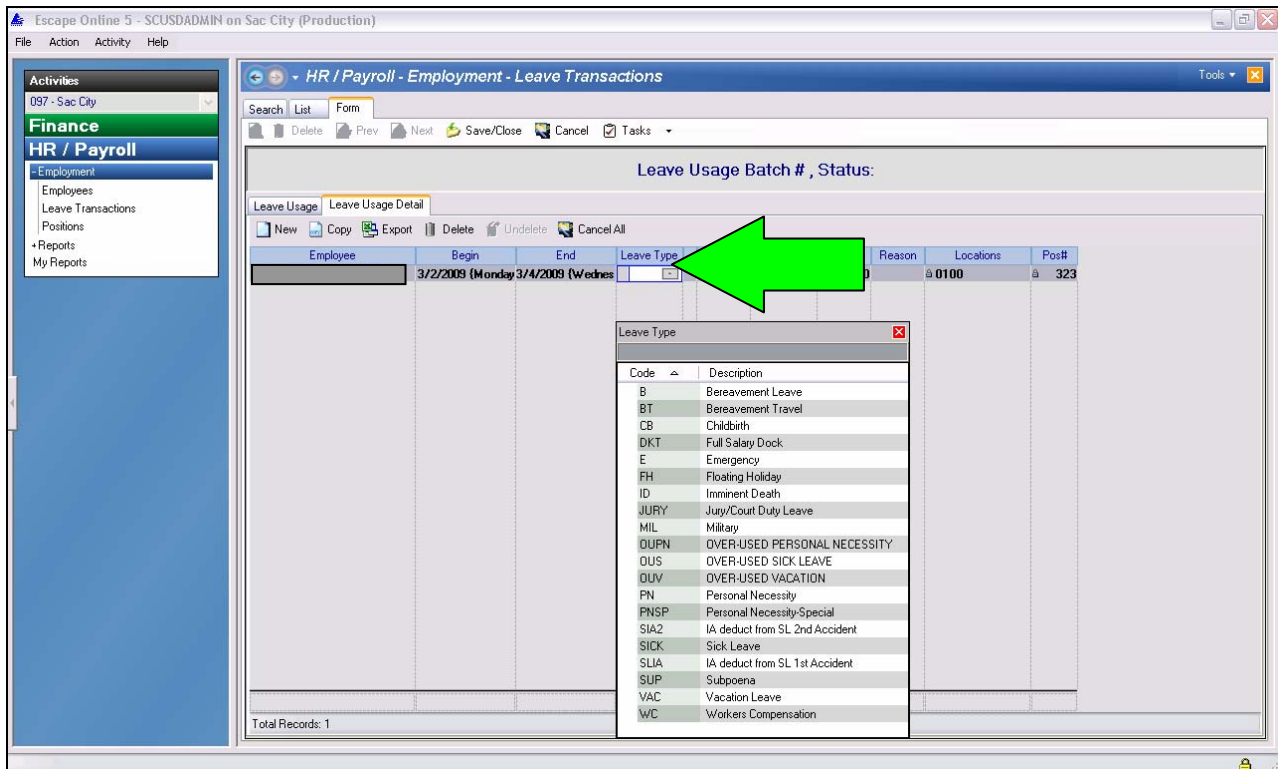 Escape Online 5 - SCUSDADMIN on Sac City (Production)
File Action Activity Help
Activities
097 - Sac City
Finance
HR / Payroll
- Employment
Employees
Leave Transactions
Positions
+ Reports
My Reports
HR / Payroll - Employment - Leave Transactions
Tools
Search List Form
Delete Prev Next Save/Close Cancel Tasks
Leave Usage Batch # , Status:
Leave Usage Leave Usage Detail
New Copy Export Delete Undelete Cancel All
Employee Begin End Leave Type Reason Locations Pos#
3/2/2009 (Monday 3/4/2009 (Wednes 0100 323
Leave Type
Code Description
B Bereavement Leave
BT Bereavement Travel
CB Childbirth
DKT Full Salary Dock
E Emergency
FH Floating Holiday
ID Imminent Death
JURY Jury/Court Duty Leave
MIL Military
OUPN OVER-USED PERSONAL NECESSITY
OUS OVER-USED SICK LEAVE
OUV OVER-USED VACATION
PN Personal Necessity
PNSP Personal Necessity-Special
SIA2 IA deduct from SL 2nd Accident
SICK Sick Leave
SLIA IA deduct from SL 1st Accident
SUP Subpoena
VAC Vacation Leave
WC Workers Compensation
Total Records: 1